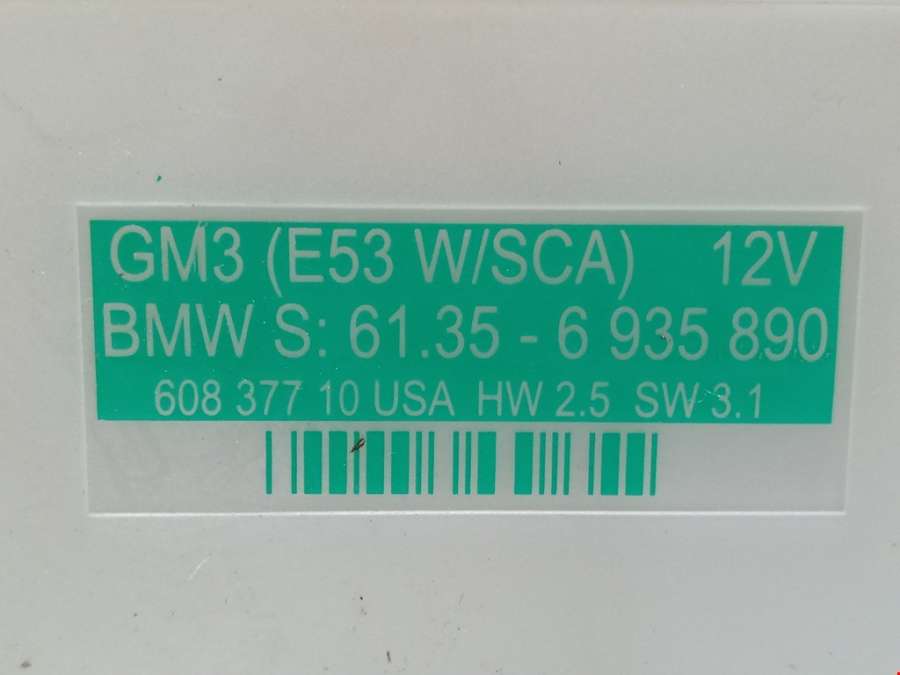 GM3 (E53 W/SCA) 12V
BMW S: 61.35 - 6 935 890
608 377 10 USA HW 2.5 SW 3.1